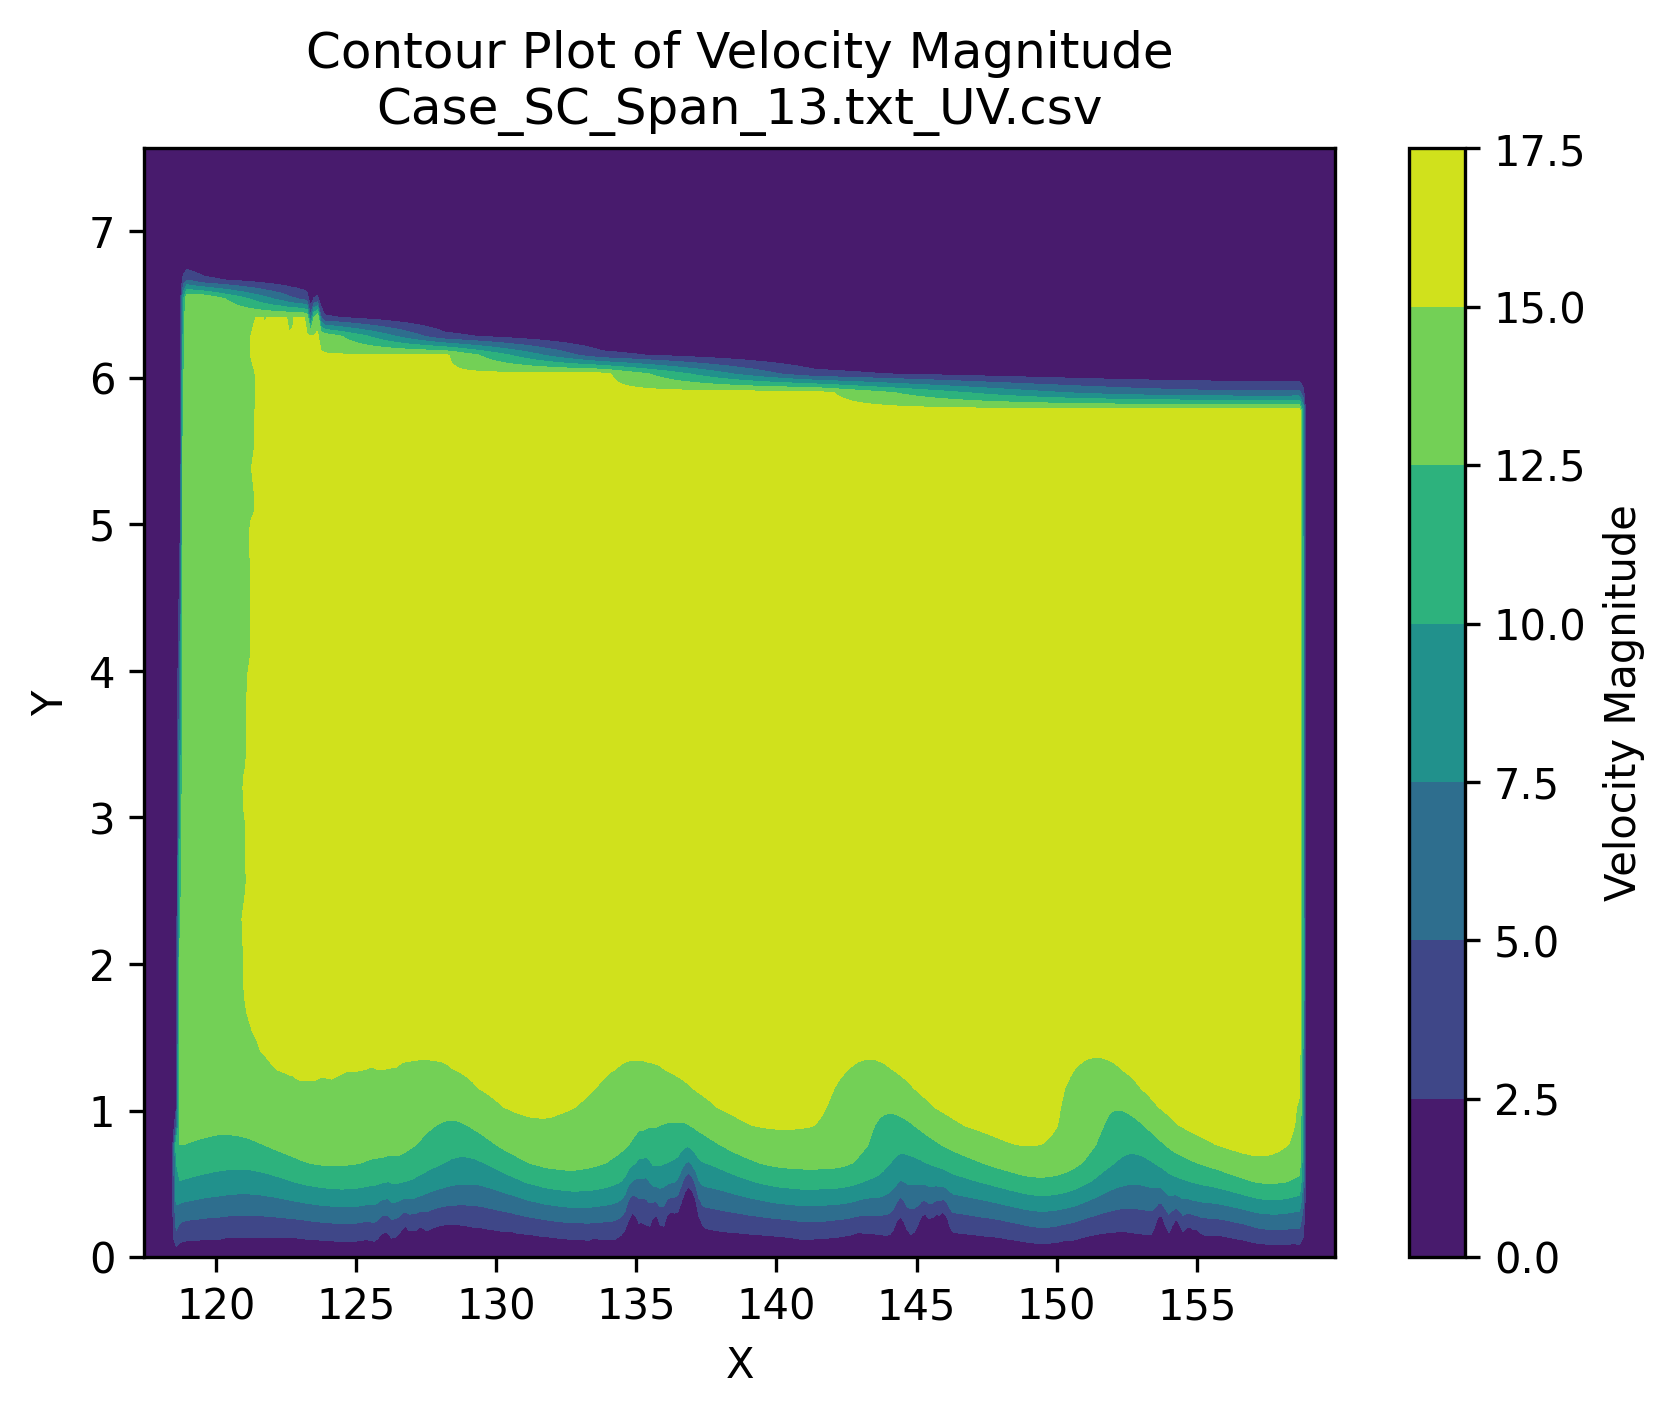 Contour Plot of Velocity Magnitude
Case_SC_Span_13.txt_UV.csv
7
6
5
4
3
2
1
0
Y
120 125 130 135 140 145 150 155
X
17.5
15.0
12.5
10.0
7.5
5.0
2.5
0.0
Velocity Magnitude